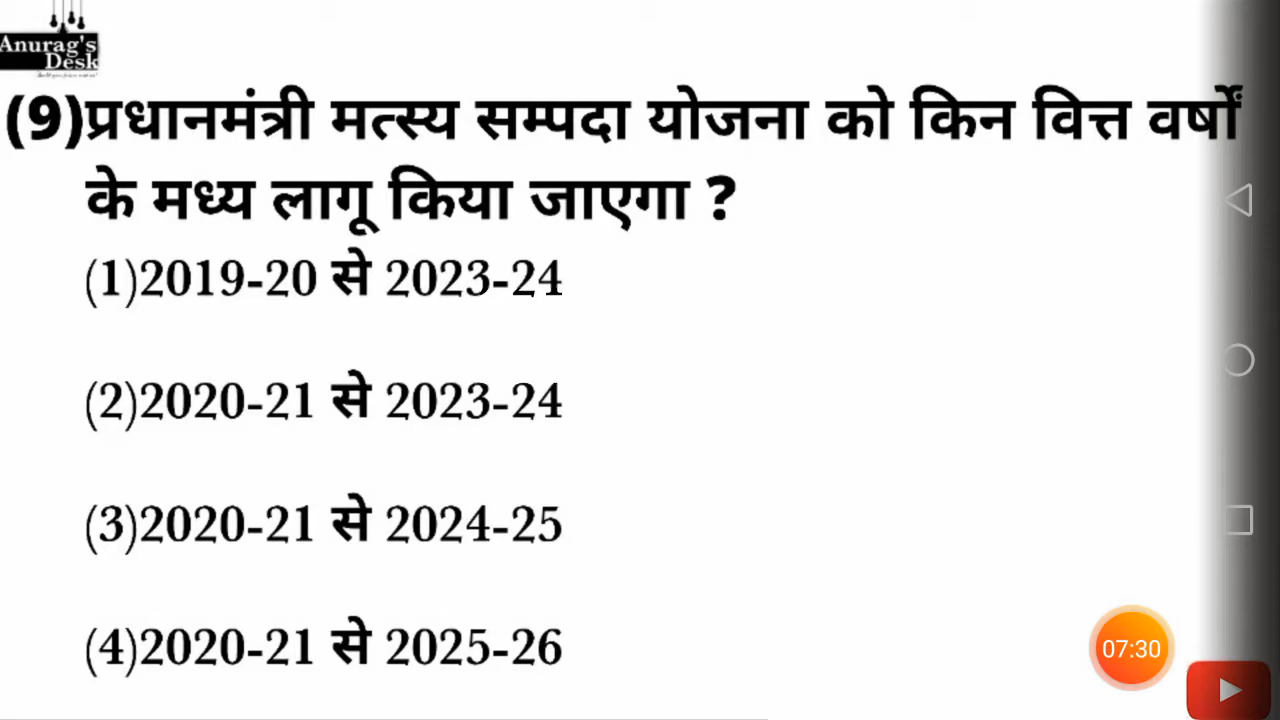 Anurag's
Desk
(9)प्रधानमंत्री मत्स्य सम्पदा योजना को किन वित्त वर्षों
के मध्य लागू किया जाएगा ?
(1)2019-20 से 2023-24
(2)2020-21 से 2023-24
(3)2020-21 से 2024-25
(4)2020-21 से 2025-26
07:30